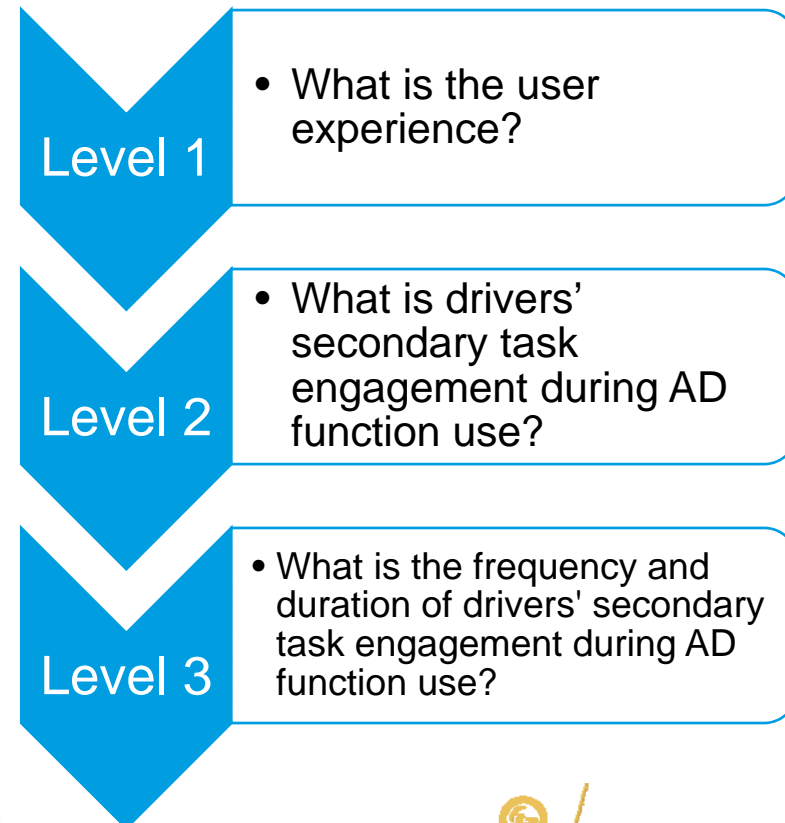 Level 1
• What is the user
experience?
Level 2
• What is drivers’
secondary task
engagement during AD
function use?
Level 3
• What is the frequency and
duration of drivers' secondary
task engagement during AD
function use?